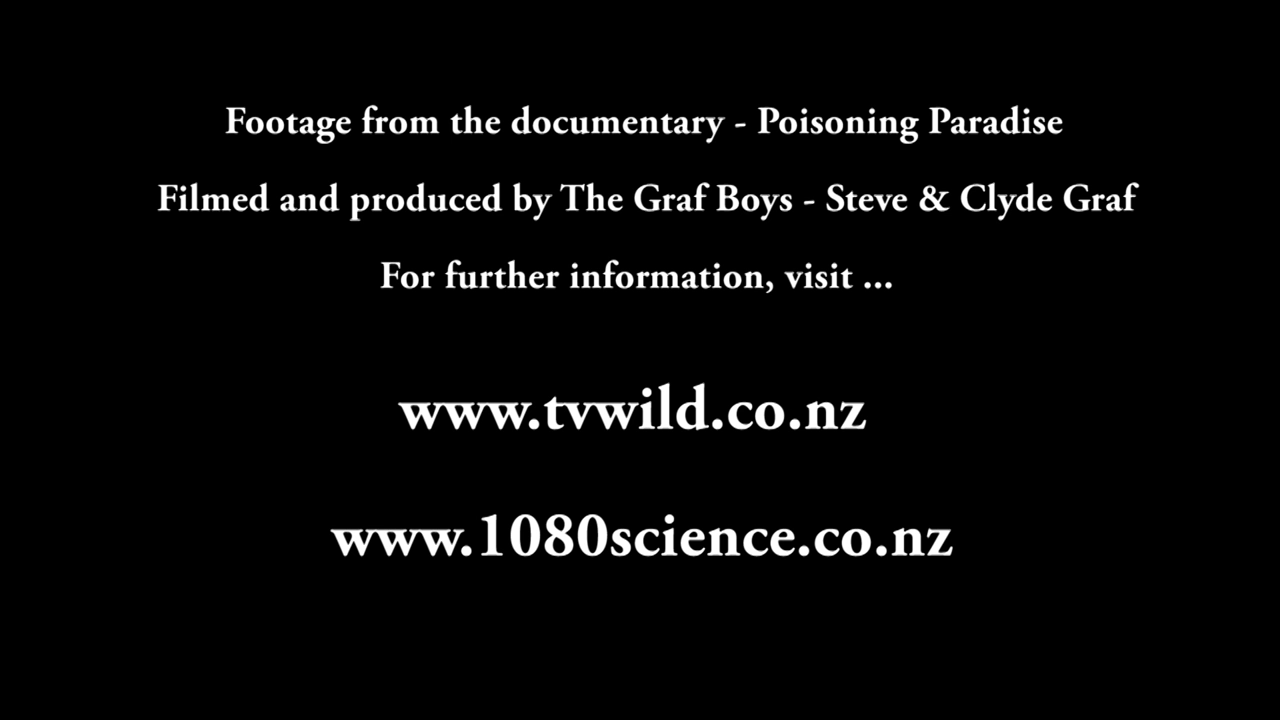 Footage from the documentary - Poisoning Paradise
Filmed and produced by The Graf Boys - Steve & Clyde Graf
For further information, visit ...
www.tvwild.co.nz
www.1080science.co.nz